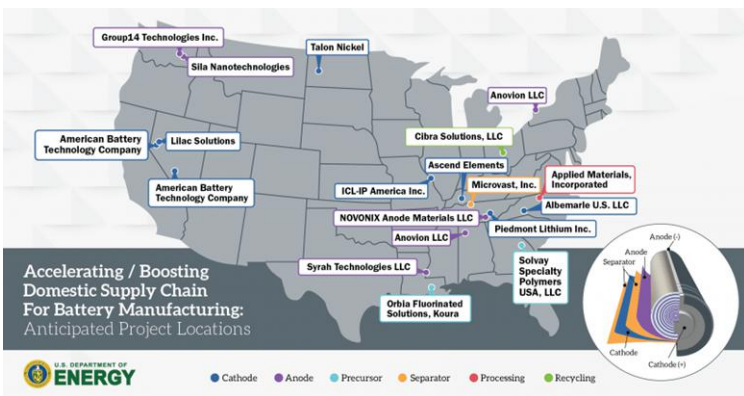 Group14 Technologies Inc.
Sila Nanotechnologies
Talon Nickel
Anovion LLC
American Battery
Technology Company
Lilac Solutions
Cibra Solutions, LLC
Ascend Elements
American Battery
Technology Company
ICL-IP America Inc.
Microvast, Inc.
Applied Materials,
Incorporated
Albemarle U.S. LLC
NOVONIX Anode Materials LLC
Piedmont Lithium Inc.
Anovion LLC
Syrah Technologies LLC
Solvay
Specialty
Polymers
USA, LLC
Orbia Fluorinated
Solutions, Koura
Accelerating / Boosting
Domestic Supply Chain
For Battery Manufacturing:
Anticipated Project Locations
Anode (-)
Anode
Separator
Cathode
Cathode (+)
U.S. DEPARTMENT OF
ENERGY
Cathode
Anode
Precursor
Separator
Processing
Recycling